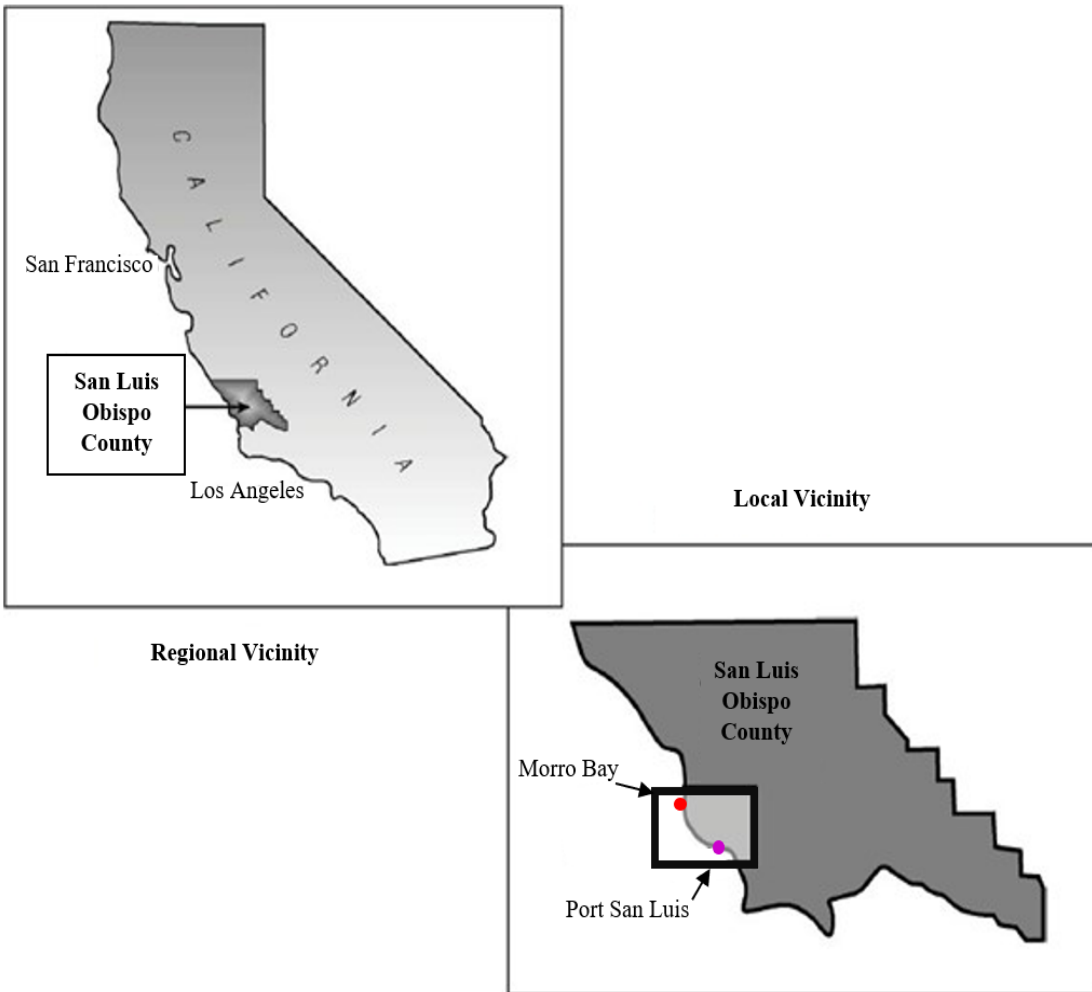 C A L I F O R N I A
San Francisco
San Luis
Obispo
County
Los Angeles
Regional Vicinity
Local Vicinity
San Luis
Obispo
County
Morro Bay
Port San Luis